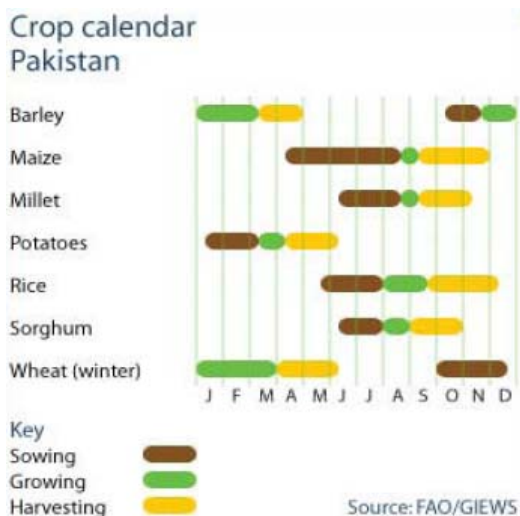 Crop calendar
Pakistan
Barley
Maize
Millet
Potatoes
Rice
Sorghum
Wheat (winter)
J F M A M J J A S O N D
Key
Sowing
Growing
Harvesting
Source: FAO/GIEWS